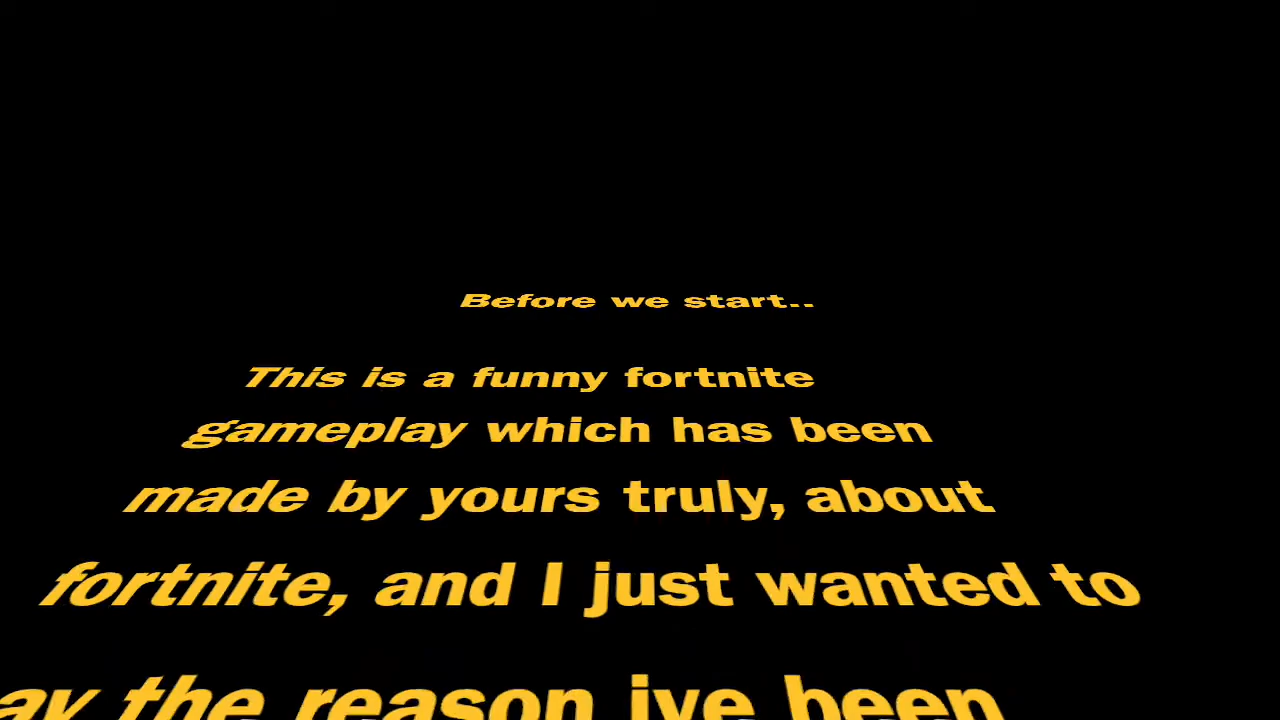 Before we start..
This is a funny fortnite
gameplay which has been
made by yours truly, about
fortnite, and I just wanted to
the reason ive been